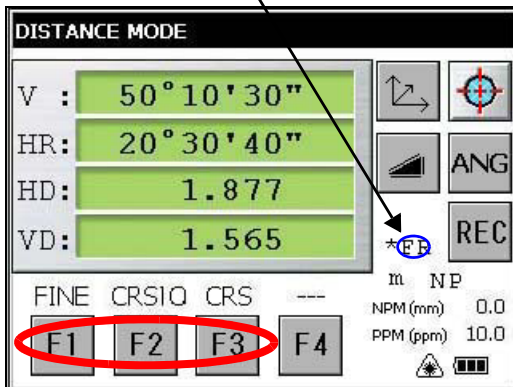 DISTANCE MODE
V : 50°10'30"
HR: 20°30'40"
HD: 1.877
VD: 1.565
ANG
REC
*FR
m NP
NPM (mm) 0.0
PPM (ppm) 10.0
FINE CRS10 CRS ---
F1 F2 F3 F4